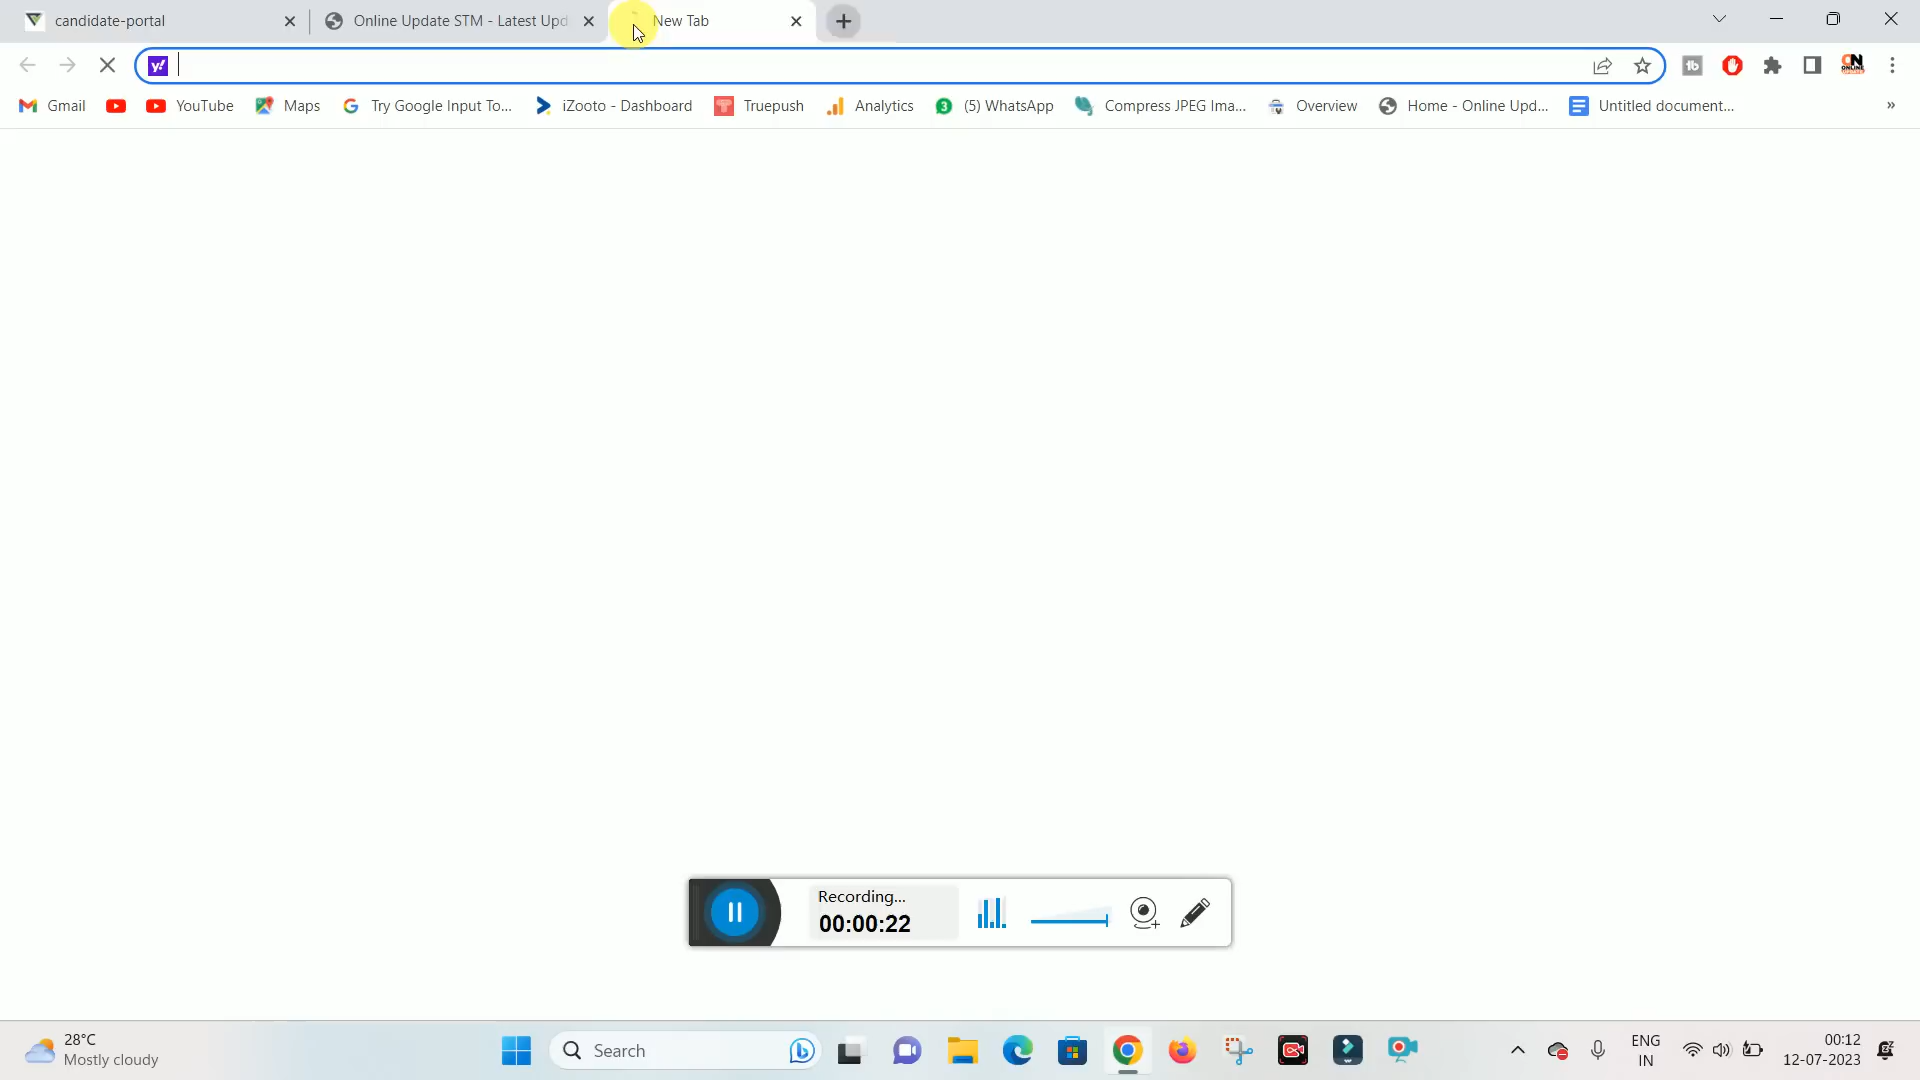 candidate-portal
Online Update STM - Latest Upd
New Tab
y!
Gmail
YouTube
Maps
Try Google Input To...
iZooto - Dashboard
Truepush
Analytics
3
(5) WhatsApp
Compress JPEG Ima...
Overview
Home - Online Upd...
Untitled document...
»
Recording...
00:00:22
28°C
Mostly cloudy
Search
ENG
IN
00:12
12-07-2023